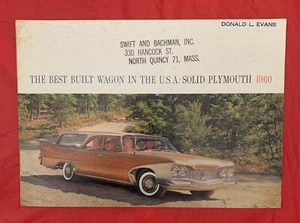 DONALD L. EVANS
SWIFT AND BACHMAN, INC.
330 HANCOCK ST.
NORTH QUINCY 71, MASS.
THE BEST BUILT WAGON IN THE U.S.A: SOLID PLYMOUTH 1960